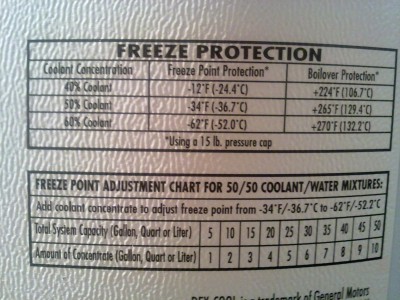 FREEZE PROTECTION
Coolant Concentration Freeze Point Protection* Boilover Protection*
40% Coolant -12°F (-24.4°C) +224°F (106.7°C)
50% Coolant -34°F (-36.7°C) +265°F (129.4°C)
60% Coolant -62°F (-52.0°C) +270°F (132.2°C)
*Using a 15 lb. pressure cap
FREEZE POINT ADJUSTMENT CHART FOR 50/50 COOLANT/WATER MIXTURES:
Add coolant concentrate to adjust freeze point from -34°F/-36.7°C to -62°F/-52.2°C
Total System Capacity (Gallon, Quart or Liter) 5 10 15 20 25 30 35 40 45 50
Amount of Concentrate (Gallon, Quart or Liter) 1 2 3 4 5 6 7 8 9 10
DEX-COOL is a trademark of General Motors